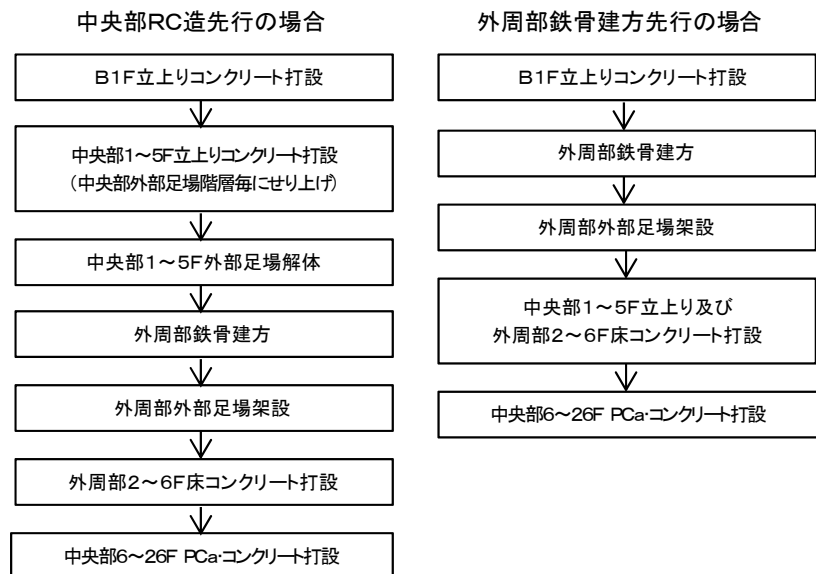 中央部RC造先行の場合
B1F立上りコンクリート打設
中央部1～5F立上りコンクリート打設
(中央部外部足場階層毎にせり上げ)
中央部1～5F外部足場解体
外周部鉄骨建方
外周部外部足場架設
外周部2～6F床コンクリート打設
中央部6～26F PCa・コンクリート打設
外周部鉄骨建方先行の場合
B1F立上りコンクリート打設
外周部鉄骨建方
外周部外部足場架設
中央部1～5F立上り及び
外周部2～6F床コンクリート打設
中央部6～26F PCa・コンクリート打設